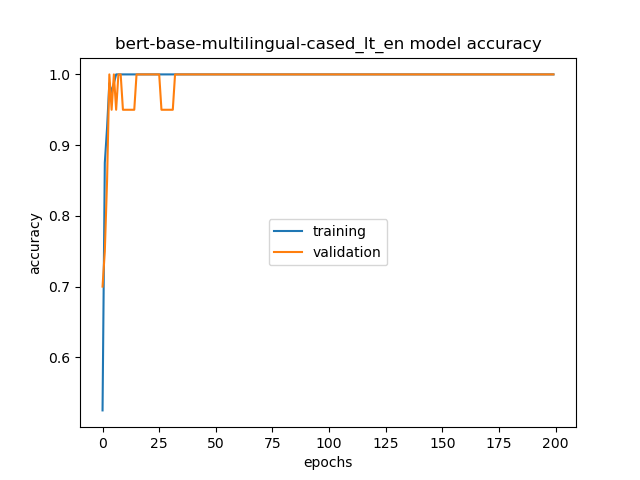 bert-base-multilingual-cased_lt_en model accuracy
1.0
0.9
0.8
0.7
0.6
accuracy
training
validation
0 25 50 75 100 125 150 175 200
epochs